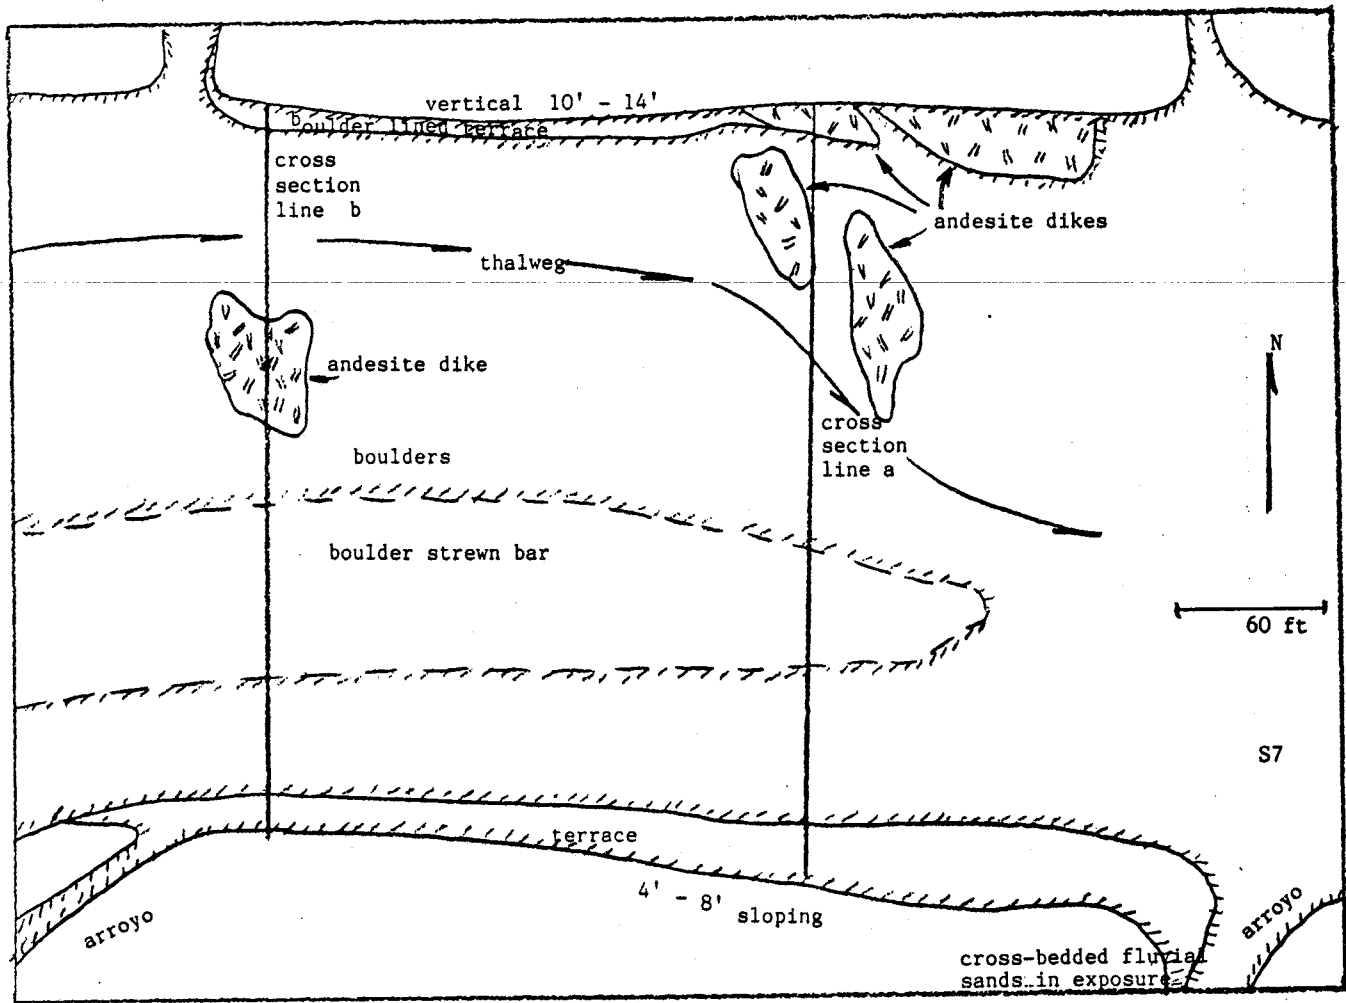 vertical 10' - 14'
boulder lined terrace
cross
section
line b
andesite dikes
thalweg
N
andesite dike
cross
section
line a
boulders
boulder strewn bar
60 ft
S7
terrace
4' - 8' sloping
arroyo
arroyo
cross-bedded fluvial
sands in exposure